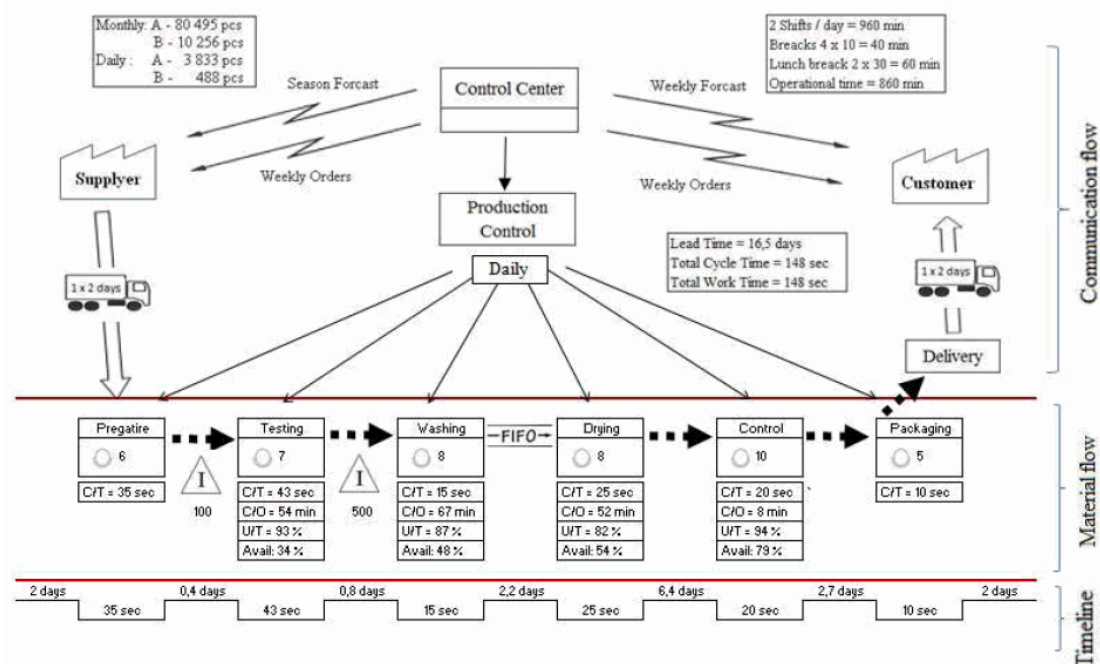 Monthly: A - 80 495 pcs
B - 10 256 pcs
Daily : A - 3 833 pcs
B - 488 pcs
2 Shifts / day = 960 min
Breacks 4 x 10 = 40 min
Lunch breack 2 x 30 = 60 min
Operational time = 860 min
Season Forcast
Control Center
Weekly Forcast
Supplyer
Weekly Orders
Weekly Orders
Customer
Production
Control
Daily
Lead Time = 16,5 days
Total Cycle Time = 148 sec
Total Work Time = 148 sec
1 x 2 days
1 x 2 days
Delivery
Communication flow
Pregatire
6
C/T = 35 sec
I
100
Testing
7
C/T = 43 sec
C/O = 54 min
U/T = 93 %
Avail: 34 %
I
500
Washing
8
C/T = 15 sec
C/O = 67 min
U/T = 87 %
Avail: 48 %
FIFO
Drying
8
C/T = 25 sec
C/O = 52 min
U/T = 82 %
Avail: 54 %
Control
10
C/T = 20 sec
C/O = 8 min
U/T = 94 %
Avail: 79 %
Packaging
5
C/T = 10 sec
Material flow
2 days 0,4 days 0,8 days 2,2 days 6,4 days 2,7 days 2 days
35 sec 43 sec 15 sec 25 sec 20 sec 10 sec
Timeline